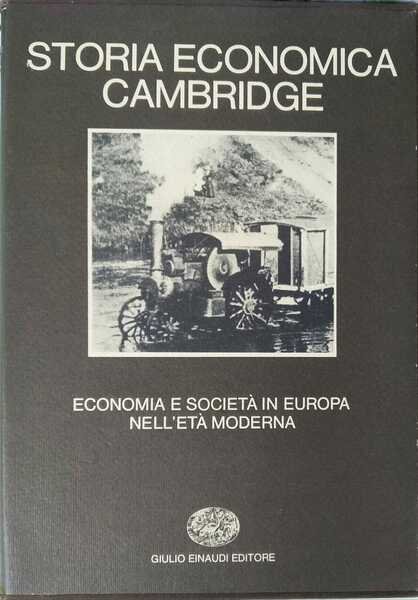 STORIA ECONOMICA
CAMBRIDGE
ECONOMIA E SOCIETÀ IN EUROPA
NELL'ETÀ MODERNA
GIULIO EINAUDI EDITORE